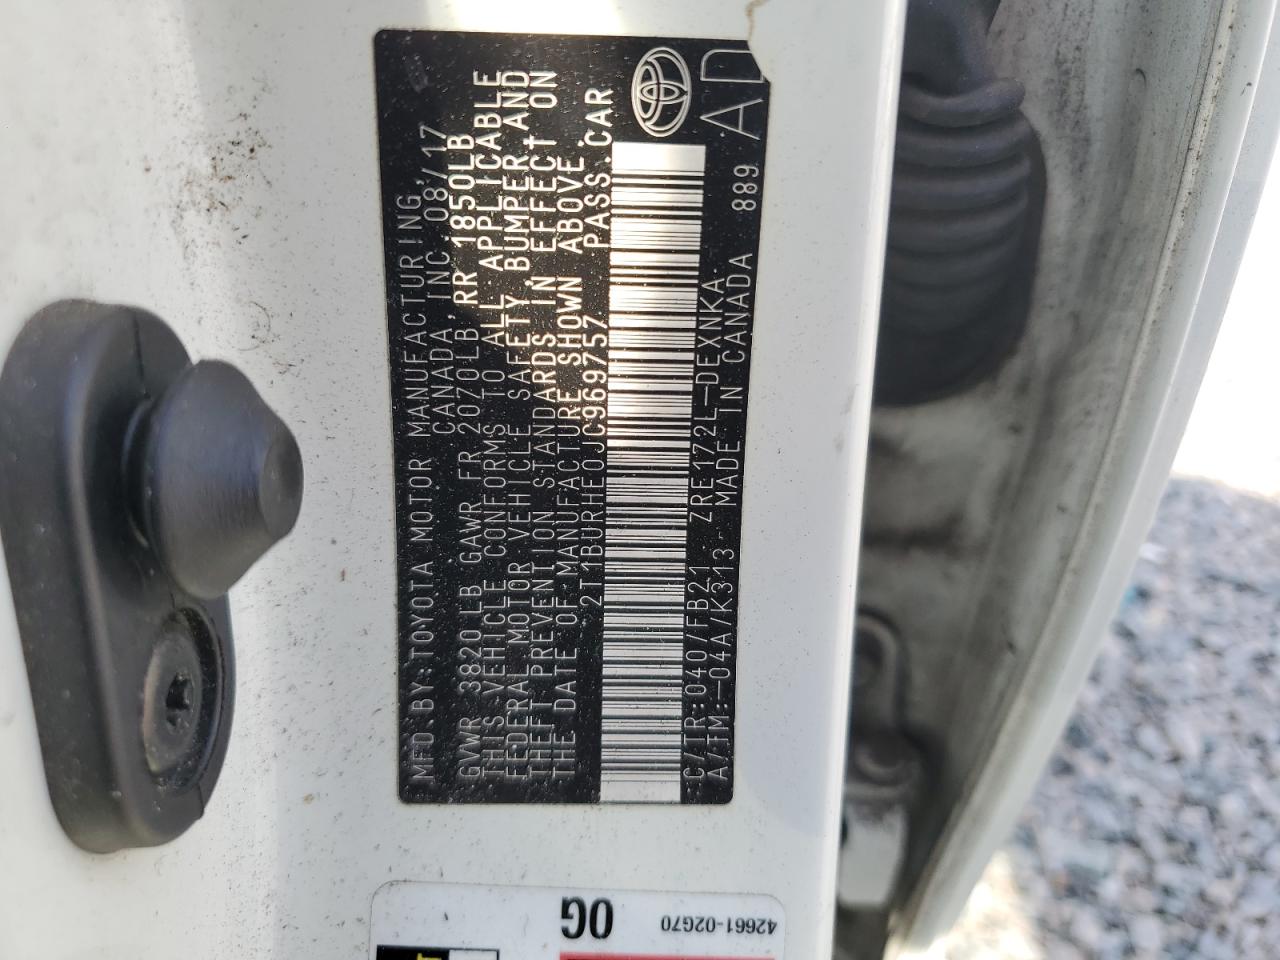 MFD.BY:TOYOTA MOTOR MANUFACTURING,
CANADA,INC.08/17
GVWR 3820LB GAWR FR 2070LB,RR 1850LB
THIS VEHICLE CONFORMS TO ALL APPLICABLE
FEDERAL MOTOR VEHICLE SAFETY,BUMPER,AND
THEFT PREVENTION STANDARDS IN EFFECT ON
THE DATE OF MANUFACTURE SHOWN ABOVE.
2T1BURHE0JC969757 PASS.CAR
C/TR:040/FB21 ZRE172L-DEXNKA
A/TM:-04A/K313- MADE IN CANADA 889
AD
0G
42661-02G70